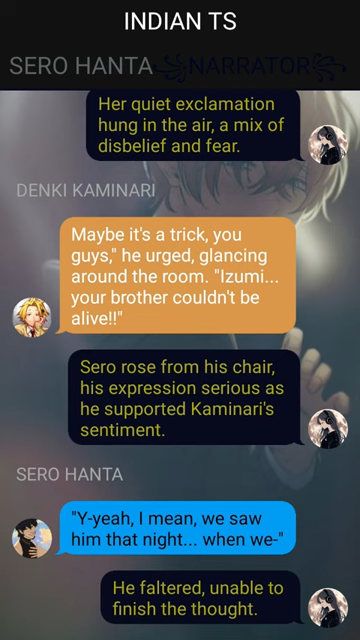 INDIAN TS
SERO HANTA꧁NARRATOR꧂
Her quiet exclamation
hung in the air, a mix of
disbelief and fear.
DENKI KAMINARI
Maybe it's a trick, you
guys," he urged, glancing
around the room. "Izumi...
your brother couldn't be
alive!!"
Sero rose from his chair,
his expression serious as
he supported Kaminari's
sentiment.
SERO HANTA
"Y-yeah, I mean, we saw
him that night... when we-"
He faltered, unable to
finish the thought.